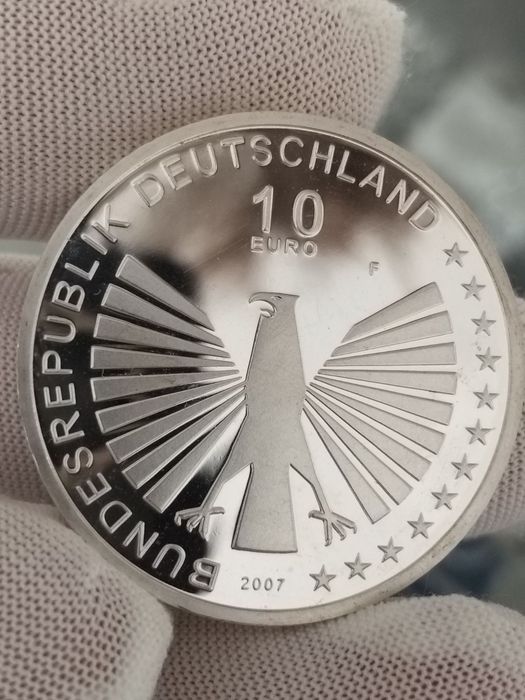 BUNDESREPUBLIK DEUTSCHLAND
10
EURO
F
2007